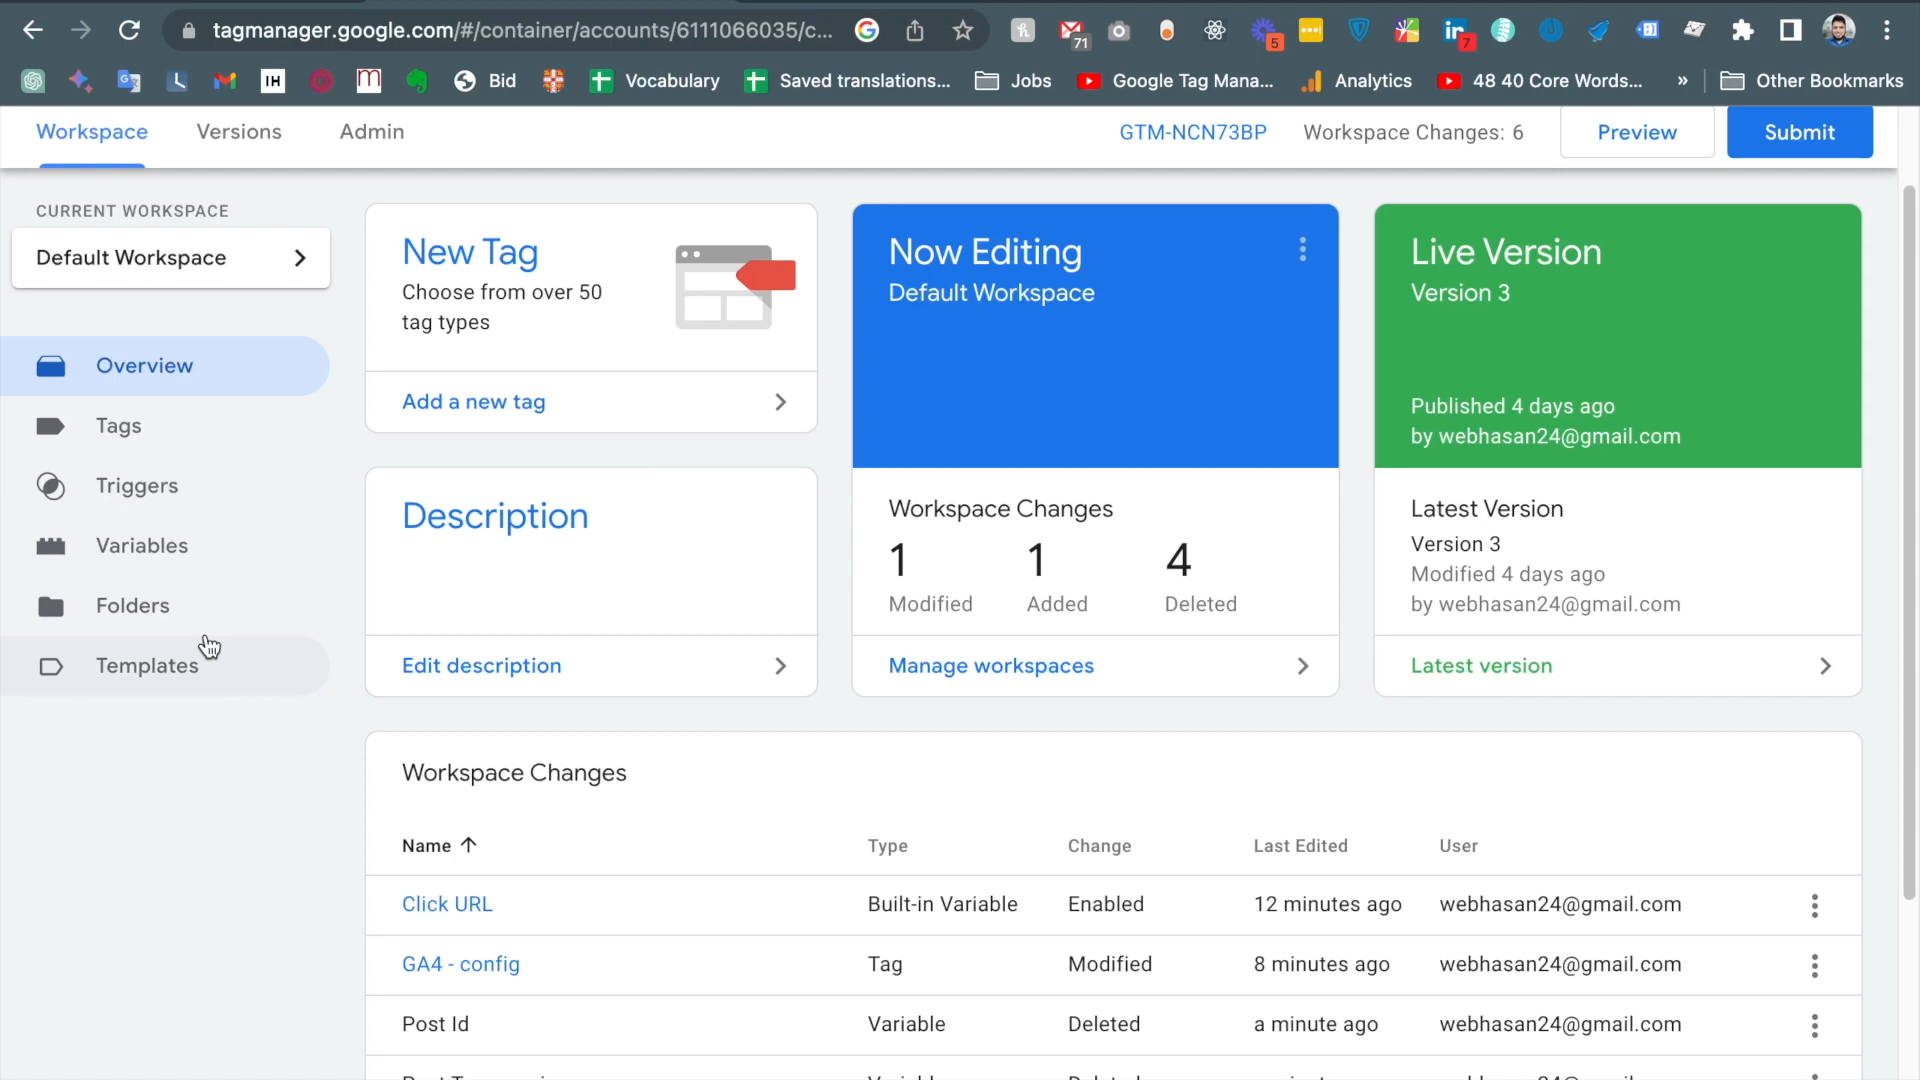 tagmanager.google.com/#/container/accounts/6111066035/c...
71
5
7
Bid
Vocabulary
Saved translations...
Jobs
Google Tag Mana...
Analytics
48 40 Core Words...
»
Other Bookmarks
Workspace
Versions
Admin
GTM-NCN73BP
Workspace Changes: 6
Preview
Submit
CURRENT WORKSPACE
Default Workspace
Overview
Tags
Triggers
Variables
Folders
Templates
New Tag
Choose from over 50
tag types
Add a new tag
Description
Edit description
Now Editing
Default Workspace
Workspace Changes
1 1 4
Modified Added Deleted
Manage workspaces
Live Version
Version 3
Published 4 days ago
by webhasan24@gmail.com
Latest Version
Version 3
Modified 4 days ago
by webhasan24@gmail.com
Latest version
Workspace Changes
Name Type Change Last Edited User
Click URL Built-in Variable Enabled 12 minutes ago webhasan24@gmail.com
GA4 - config Tag Modified 8 minutes ago webhasan24@gmail.com
Post Id Variable Deleted a minute ago webhasan24@gmail.com